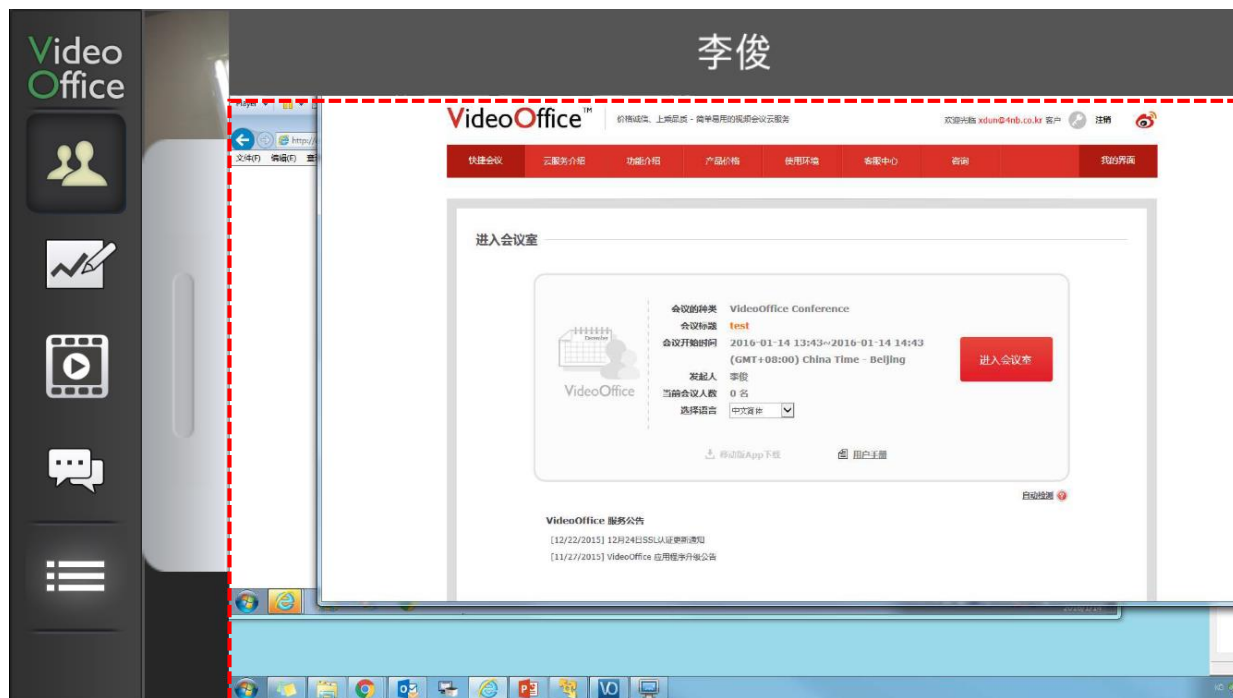 Video
Office
李俊
VideoOffice™
价格诚信、上乘品质 - 简单易用的视频会议云服务
欢迎光临 xdun@4nb.co.kr 客户
注销
http://
文件(F) 编辑(E)
快捷会议 云服务介绍 功能介绍 产品价格 使用环境 客服中心 咨询 我的界面
进入会议室
会议的种类 VideoOffice Conference
会议标题 test
会议开始时间 2016-01-14 13:43~2016-01-14 14:43
(GMT+08:00) China Time - Beijing
发起人 李俊
当前会议人数 0 名
选择语言 中文简体
December
VideoOffice
进入会议室
移动版App下载 用户手册
自动检测
VideoOffice 服务公告
[12/22/2015] 12月24日SSL认证更新通知
[11/27/2015] VideoOffice 应用程序升级公告